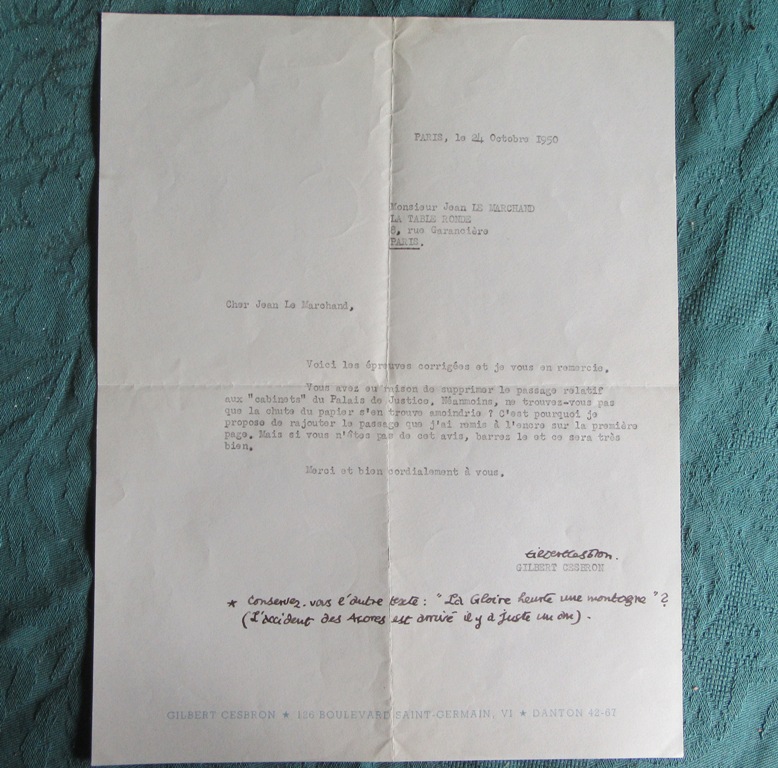 PARIS, le 24 Octobre 1950
Monsieur Jean LE MARCHAND
LA TABLE RONDE
8, rue Garancière
PARIS.
Cher Jean Le Marchand,
Voici les épreuves corrigées et je vous en remercie.
Vous avez eu raison de supprimer le passage relatif
aux "cabinets" du Palais de Justice. Néanmoins, ne trouvez-vous pas
que la chute du papier s'en trouve amoindrie ? C'est pourquoi je
propose de rajouter le passage que j'ai remis à l'encre sur la première
page. Mais si vous n'êtes pas de cet avis, barrez le et ce sera très
bien.
Merci et bien cordialement à vous.
Gilbert Cesbron.
GILBERT CESBRON
* Conservez-vous l'autre texte : "La Gloire heurte une montagne" ?
(L'accident des Açores est arrivé il y a juste un an).
GILBERT CESBRON ★ 126 BOULEVARD SAINT-GERMAIN, VI ★ DANTON 42-67